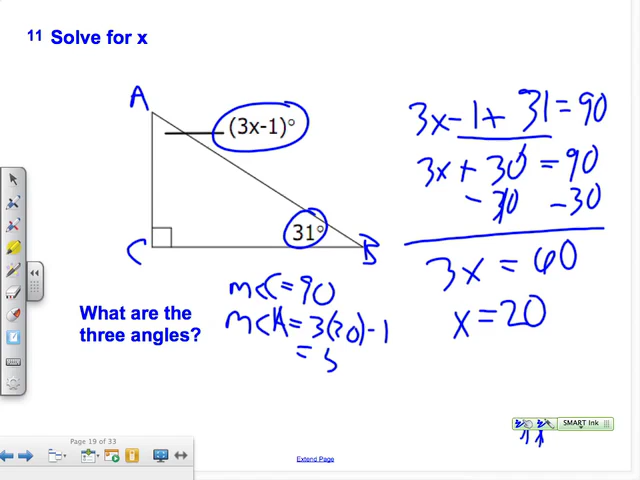 11 Solve for x
A
(3x-1)°
31°
C
B
3x-1+31=90
3x+30=90
-30 -30
3x=60
x=20
What are the
three angles?
m<C=90
m<A=3(20)-1
=5
SMART Ink
Page 19 of 33
Extend Page